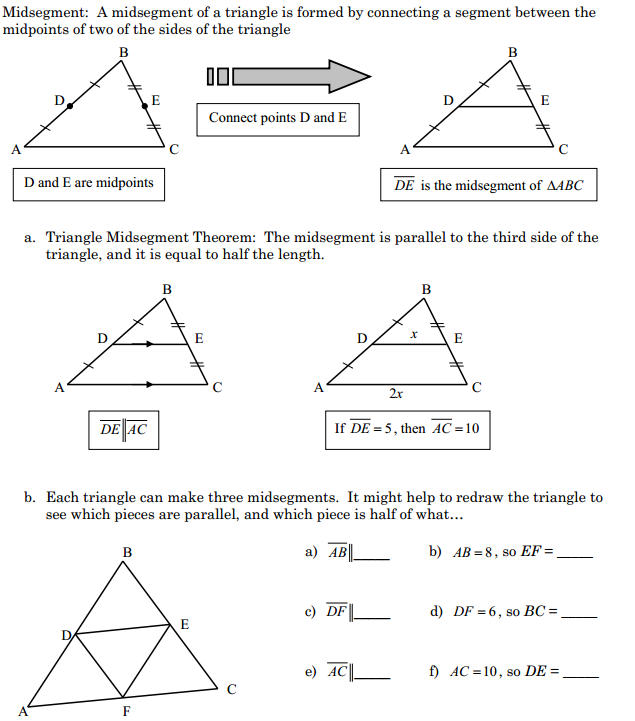 Midsegment: A midsegment of a triangle is formed by connecting a segment between the
midpoints of two of the sides of the triangle
B
D
E
A
C
D and E are midpoints
Connect points D and E
B
D
E
A
C
DE is the midsegment of ΔABC
a. Triangle Midsegment Theorem: The midsegment is parallel to the third side of the
triangle, and it is equal to half the length.
B
D
E
A
C
DE ∥ AC
B
D
x
E
A
2x
C
If DE = 5, then AC = 10
b. Each triangle can make three midsegments. It might help to redraw the triangle to
see which pieces are parallel, and which piece is half of what...
B
D
E
A
F
C
a) AB∥____
b) AB = 8, so EF = ____
c) DF∥____
d) DF = 6, so BC = ____
e) AC∥____
f) AC = 10, so DE = ____